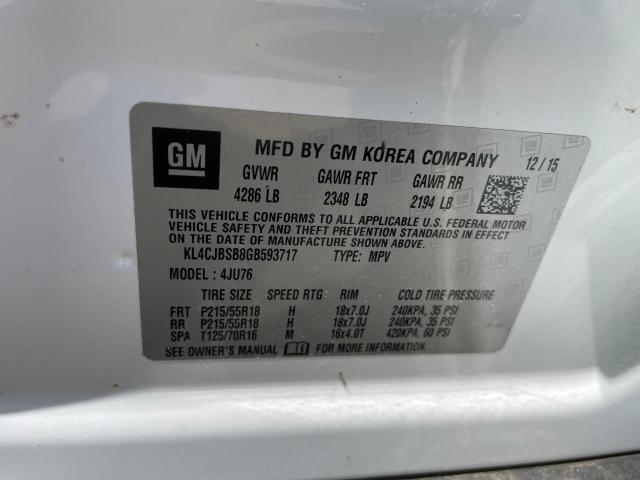 GM
MFD BY GM KOREA COMPANY 12/15
GVWR GAWR FRT GAWR RR
4286 LB 2348 LB 2194 LB
THIS VEHICLE CONFORMS TO ALL APPLICABLE U.S. FEDERAL MOTOR
VEHICLE SAFETY AND THEFT PREVENTION STANDARDS IN EFFECT ON
THE DATE OF MANUFACTURE SHOWN ABOVE.
KL4CJBSB8GB593717 TYPE: MPV
MODEL : 4JU76
TIRE SIZE SPEED RTG RIM COLD TIRE PRESSURE
FRT P215/55R18 H 18x7.0J 240KPA, 35 PSI
RR P215/55R18 H 18x7.0J 240KPA, 35 PSI
SPA T125/70R16 M 16x4.0T 420KPA, 60 PSI
SEE OWNER'S MANUAL FOR MORE INFORMATION.